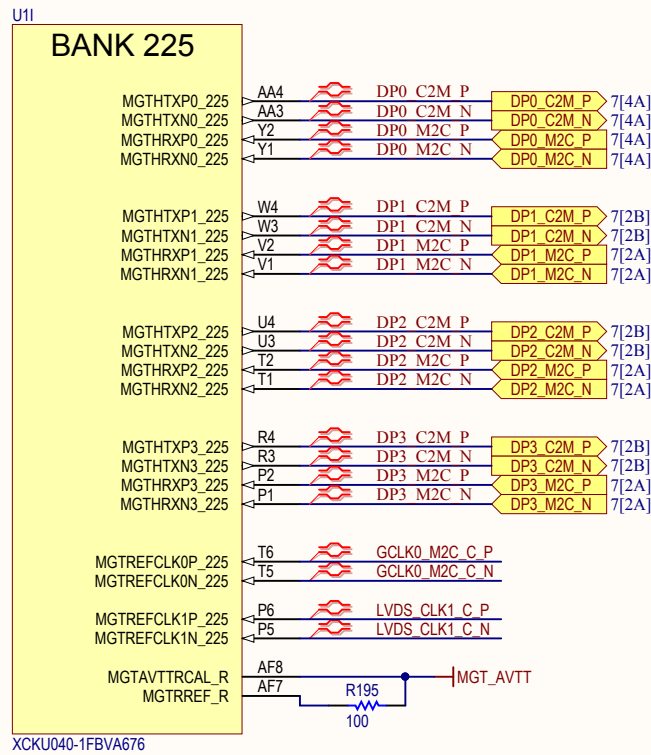 U1I
BANK 225
MGTHTXP0_225 AA4 DP0_C2M_P DP0_C2M_P 7[4A]
MGTHTXN0_225 AA3 DP0_C2M_N DP0_C2M_N 7[4A]
MGTHRXP0_225 Y2 DP0_M2C_P DP0_M2C_P 7[4A]
MGTHRXN0_225 Y1 DP0_M2C_N DP0_M2C_N 7[4A]
MGTHTXP1_225 W4 DP1_C2M_P DP1_C2M_P 7[2B]
MGTHTXN1_225 W3 DP1_C2M_N DP1_C2M_N 7[2B]
MGTHRXP1_225 V2 DP1_M2C_P DP1_M2C_P 7[2A]
MGTHRXN1_225 V1 DP1_M2C_N DP1_M2C_N 7[2A]
MGTHTXP2_225 U4 DP2_C2M_P DP2_C2M_P 7[2B]
MGTHTXN2_225 U3 DP2_C2M_N DP2_C2M_N 7[2B]
MGTHRXP2_225 T2 DP2_M2C_P DP2_M2C_P 7[2A]
MGTHRXN2_225 T1 DP2_M2C_N DP2_M2C_N 7[2A]
MGTHTXP3_225 R4 DP3_C2M_P DP3_C2M_P 7[2B]
MGTHTXN3_225 R3 DP3_C2M_N DP3_C2M_N 7[2B]
MGTHRXP3_225 P2 DP3_M2C_P DP3_M2C_P 7[2A]
MGTHRXN3_225 P1 DP3_M2C_N DP3_M2C_N 7[2A]
MGTREFCLK0P_225 T6 GCLK0_M2C_C_P
MGTREFCLK0N_225 T5 GCLK0_M2C_C_N
MGTREFCLK1P_225 P6 LVDS_CLK1_C_P
MGTREFCLK1N_225 P5 LVDS_CLK1_C_N
MGTAVTTRCAL_R AF8 MGT_AVTT
MGTRREF_R AF7 R195
100
XCKU040-1FBVA676